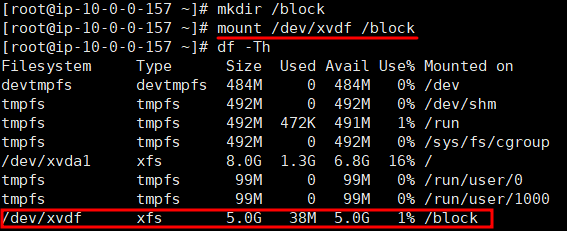 [root@ip-10-0-0-157 ~]# mkdir /block
[root@ip-10-0-0-157 ~]# mount /dev/xvdf /block
[root@ip-10-0-0-157 ~]# df -Th
Filesystem     Type      Size  Used Avail Use% Mounted on
devtmpfs       devtmpfs  484M     0  484M   0% /dev
tmpfs          tmpfs     492M     0  492M   0% /dev/shm
tmpfs          tmpfs     492M  472K  491M   1% /run
tmpfs          tmpfs     492M     0  492M   0% /sys/fs/cgroup
/dev/xvda1     xfs       8.0G  1.3G  6.8G  16% /
tmpfs          tmpfs      99M     0   99M   0% /run/user/0
tmpfs          tmpfs      99M     0   99M   0% /run/user/1000
/dev/xvdf      xfs       5.0G   38M  5.0G   1% /block